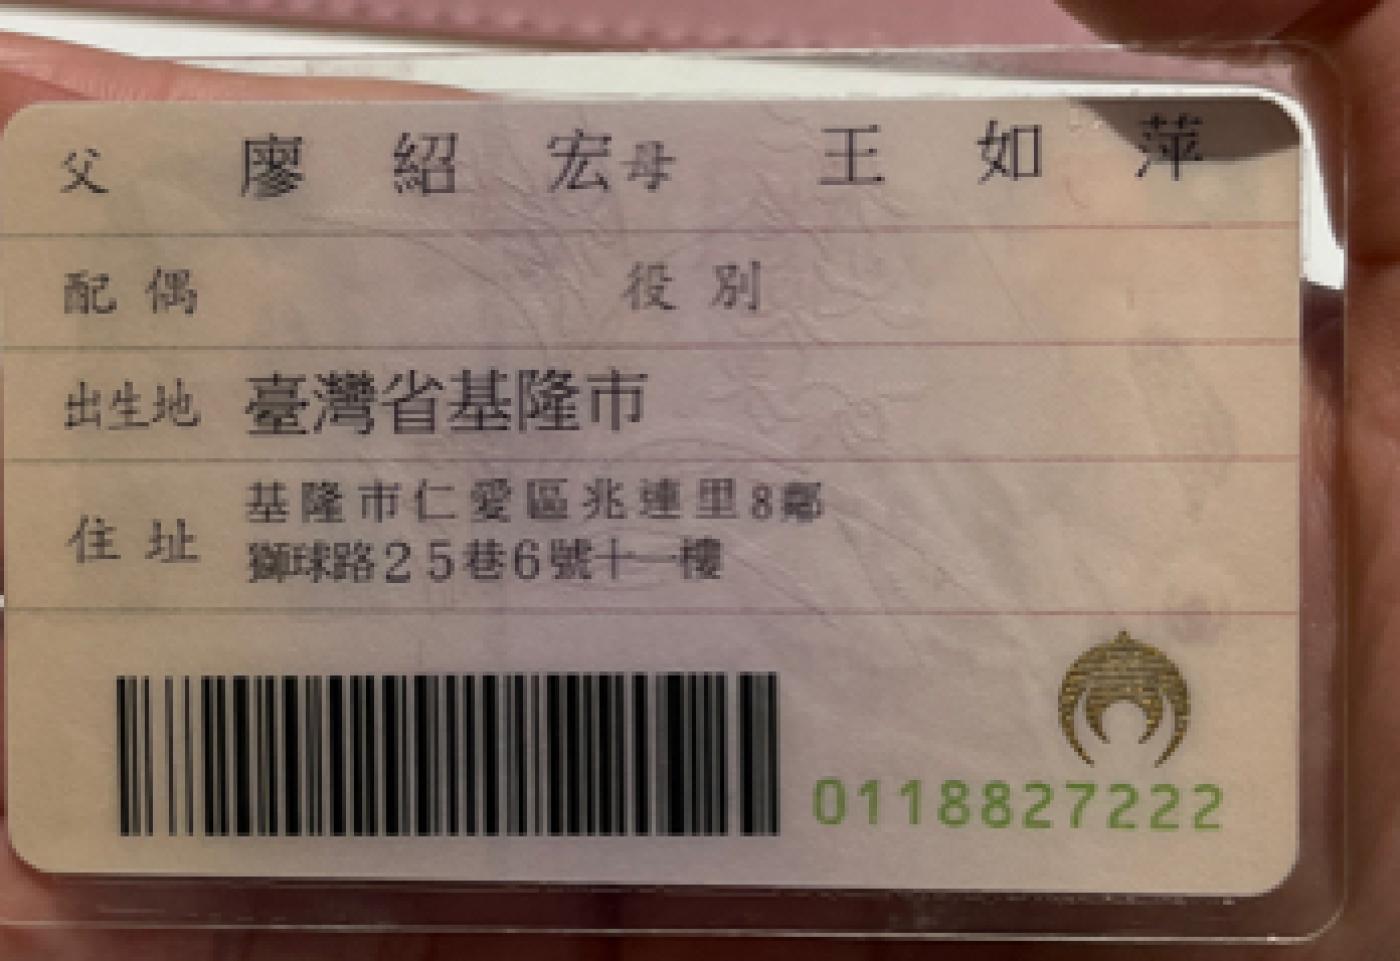 父 廖紹宏 母 王如萍
配偶 役別
出生地 臺灣省基隆市
住址 基隆市仁愛區兆連里8鄰
獅球路25巷6號十一樓
0118827222